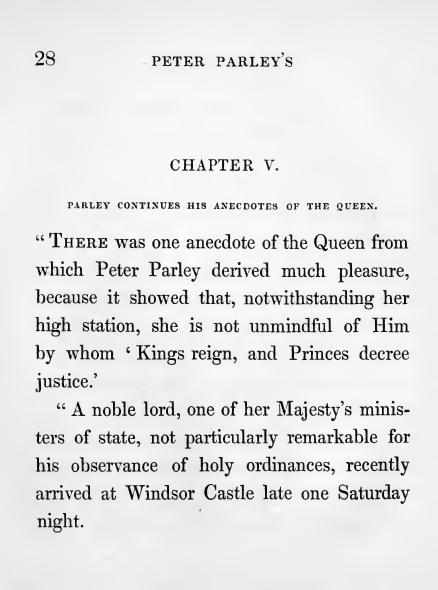 28 PETER PARLEY'S
CHAPTER V.
PARLEY CONTINUES HIS ANECDOTES OF THE QUEEN.
“ THERE was one anecdote of the Queen from
which Peter Parley derived much pleasure,
because it showed that, notwithstanding her
high station, she is not unmindful of Him
by whom ‘ Kings reign, and Princes decree
justice.’
“ A noble lord, one of her Majesty's minis-
ters of state, not particularly remarkable for
his observance of holy ordinances, recently
arrived at Windsor Castle late one Saturday
night.